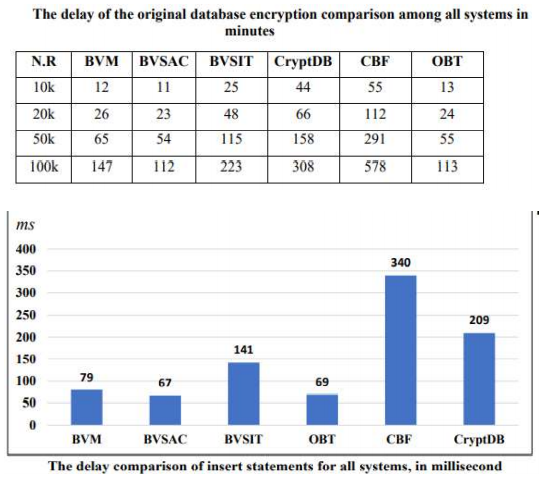 The delay of the original database encryption comparison among all systems in
minutes
N.R BVM BVSAC BVSIT CryptDB CBF OBT
10k 12 11 25 44 55 13
20k 26 23 48 66 112 24
50k 65 54 115 158 291 55
100k 147 112 223 308 578 113
ms
400
350
340
300
250
209
200
150
141
100
79
67
69
50
0
BVM BVSAC BVSIT OBT CBF CryptDB
The delay comparison of insert statements for all systems, in millisecond